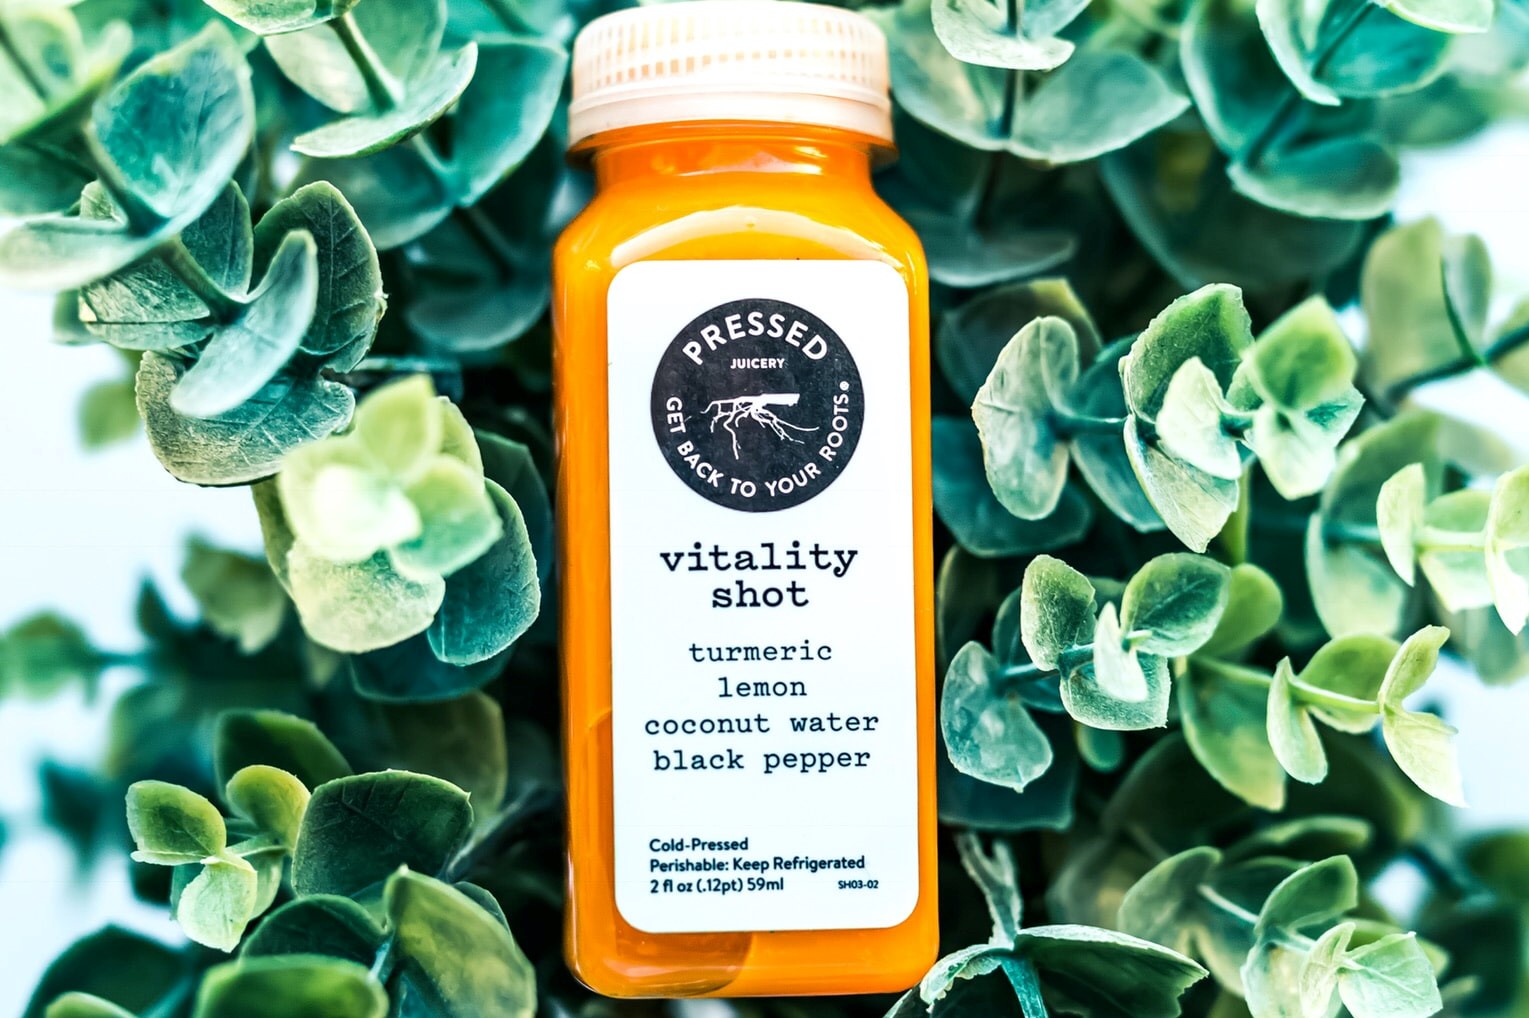 PRESSED
JUICERY
GET BACK TO YOUR ROOTS.
vitality
shot
turmeric
lemon
coconut water
black pepper
Cold-Pressed
Perishable: Keep Refrigerated
2 fl oz (.12pt) 59ml SH03-02